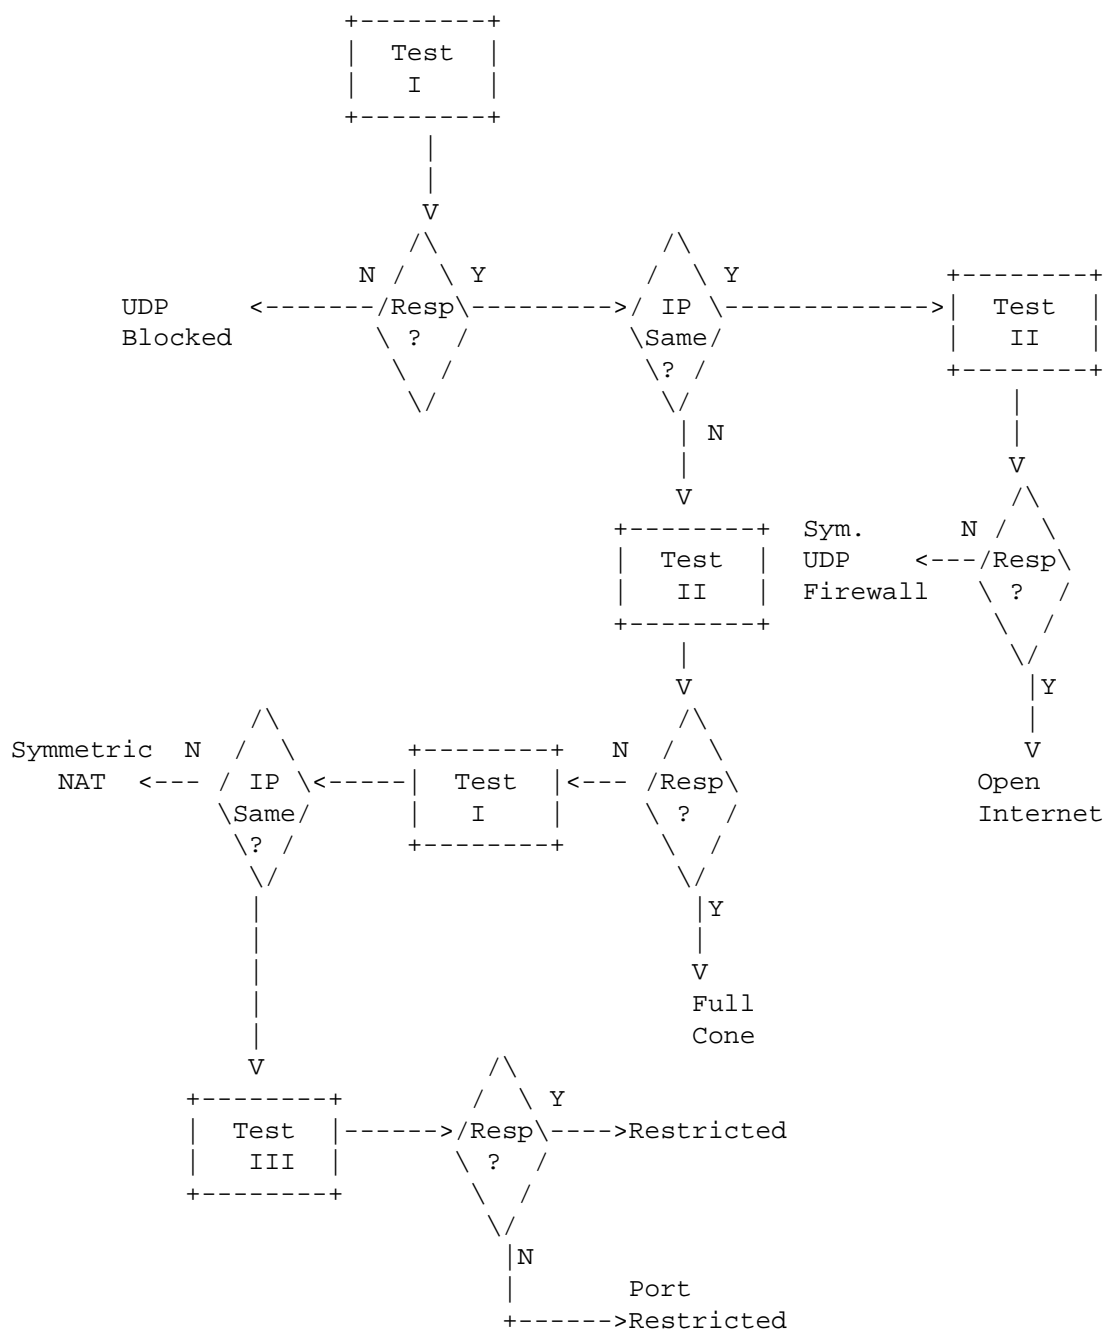 +--------+
|  Test  |
|   I    |
+--------+
|
|
V
/\              /\
N /  \ Y          /  \ Y             +--------+
UDP     <-------/Resp\--------->/ IP \------------->|  Test  |
Blocked         \ ?  /          \Same/              |   II   |
\  /            \? /               +--------+
\/              \/                    |
| N                  |
|                    V
V                    /\
+--------+  Sym.      N /  \
|  Test  |  UDP    <---/Resp\
|   II   |  Firewall   \ ?  /
+--------+              \  /
|                    \/
V                     |Y
/\                         /\                    |
Symmetric  N  /  \       +--------+   N  /  \                   V
NAT  <--- / IP \<-----|  Test  |<--- /Resp\               Open
\Same/      |   I    |     \ ?  /               Internet
\? /       +--------+      \  /
\/                         \/
|                           |Y
|                           |
|                           V
|                           Full
|                           Cone
V              /\
+--------+        /  \ Y
|  Test  |------>/Resp\---->Restricted
|   III  |       \ ?  /
+--------+        \  /
\/
|N
|       Port
+------>Restricted